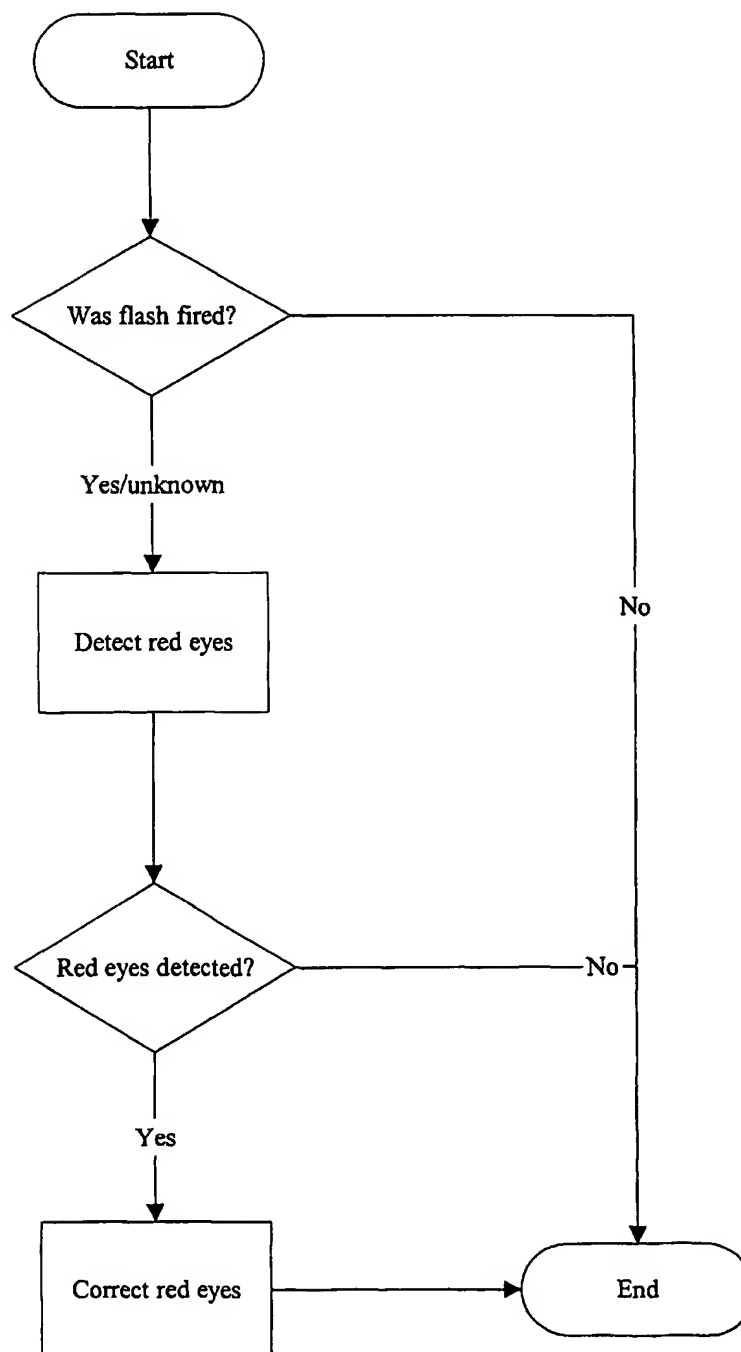 Start
Was flash fired?
Yes/unknown
Detect red eyes
No
Red eyes detected?
No
Yes
Correct red eyes
End